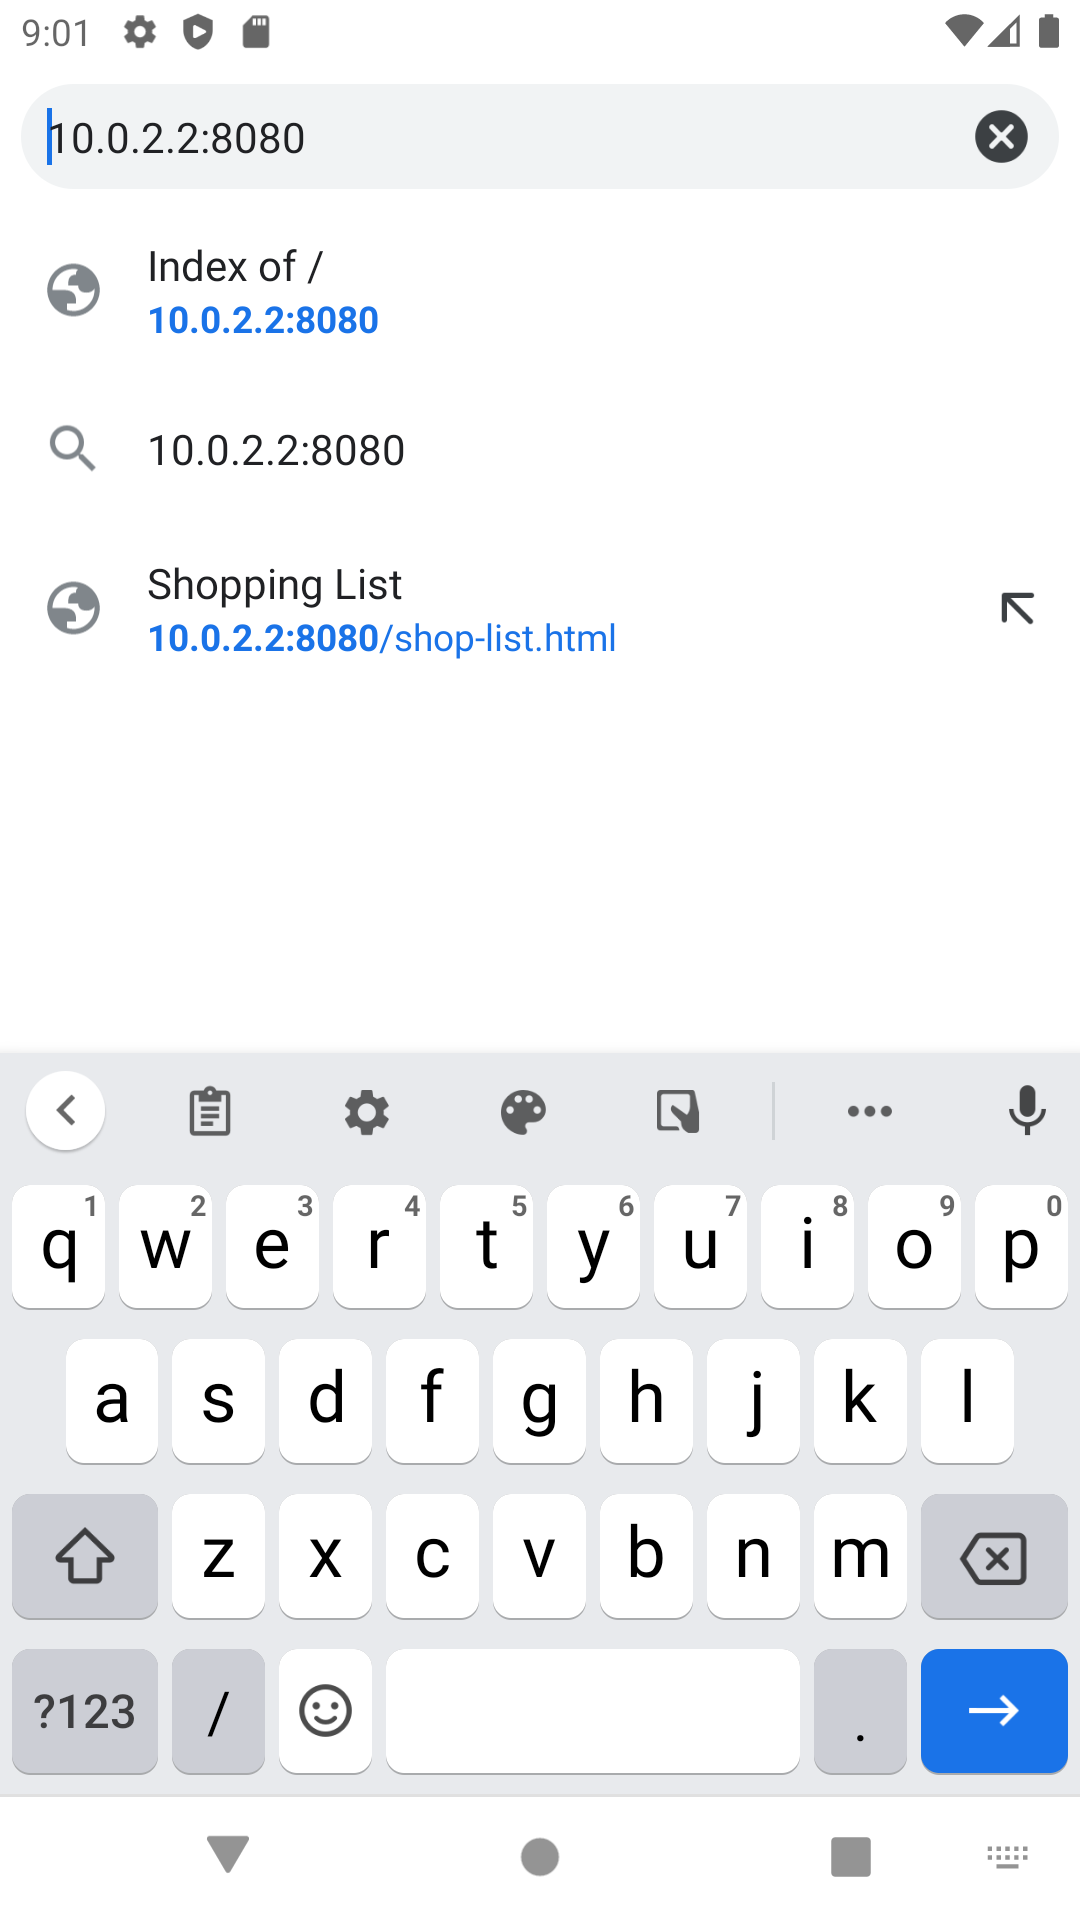 9:01
10.0.2.2:8080
Index of /
10.0.2.2:8080
10.0.2.2:8080
Shopping List
10.0.2.2:8080/shop-list.html
1 2 3 4 5 6 7 8 9 0
q w e r t y u i o p
a s d f g h j k l
z x c v b n m
?123 / .